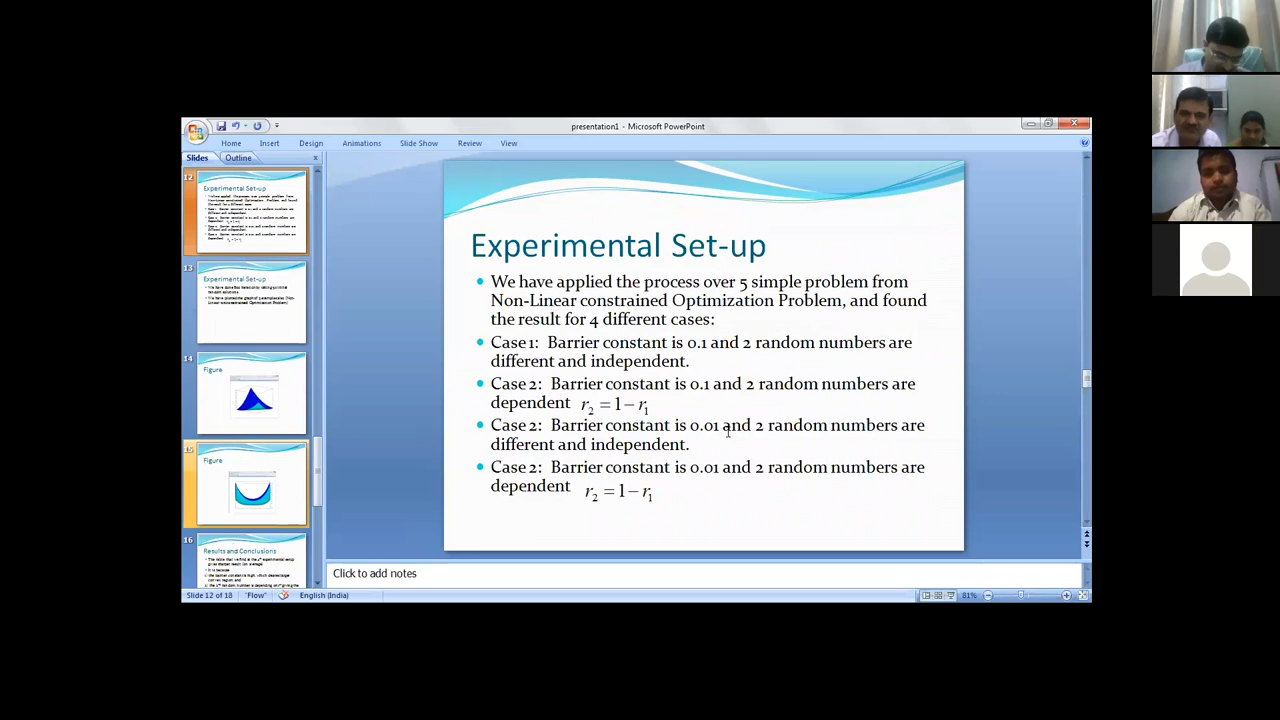 presentation1 - Microsoft PowerPoint
Home Insert Design Animations Slide Show Review View
Slides Outline x
12
Experimental Set-up
13
Experimental Set-up
14
Figure
15
Figure
16
Results and Conclusions
Experimental Set-up
We have applied the process over 5 simple problem from
Non-Linear constrained Optimization Problem, and found
the result for 4 different cases:
Case 1: Barrier constant is 0.1 and 2 random numbers are
different and independent.
Case 2: Barrier constant is 0.1 and 2 random numbers are
dependent r₂ = 1 – r₁
Case 2: Barrier constant is 0.01 and 2 random numbers are
different and independent.
Case 2: Barrier constant is 0.01 and 2 random numbers are
dependent r₂ = 1 – r₁
Click to add notes
Slide 12 of 18 "Flow" English (India) 81%